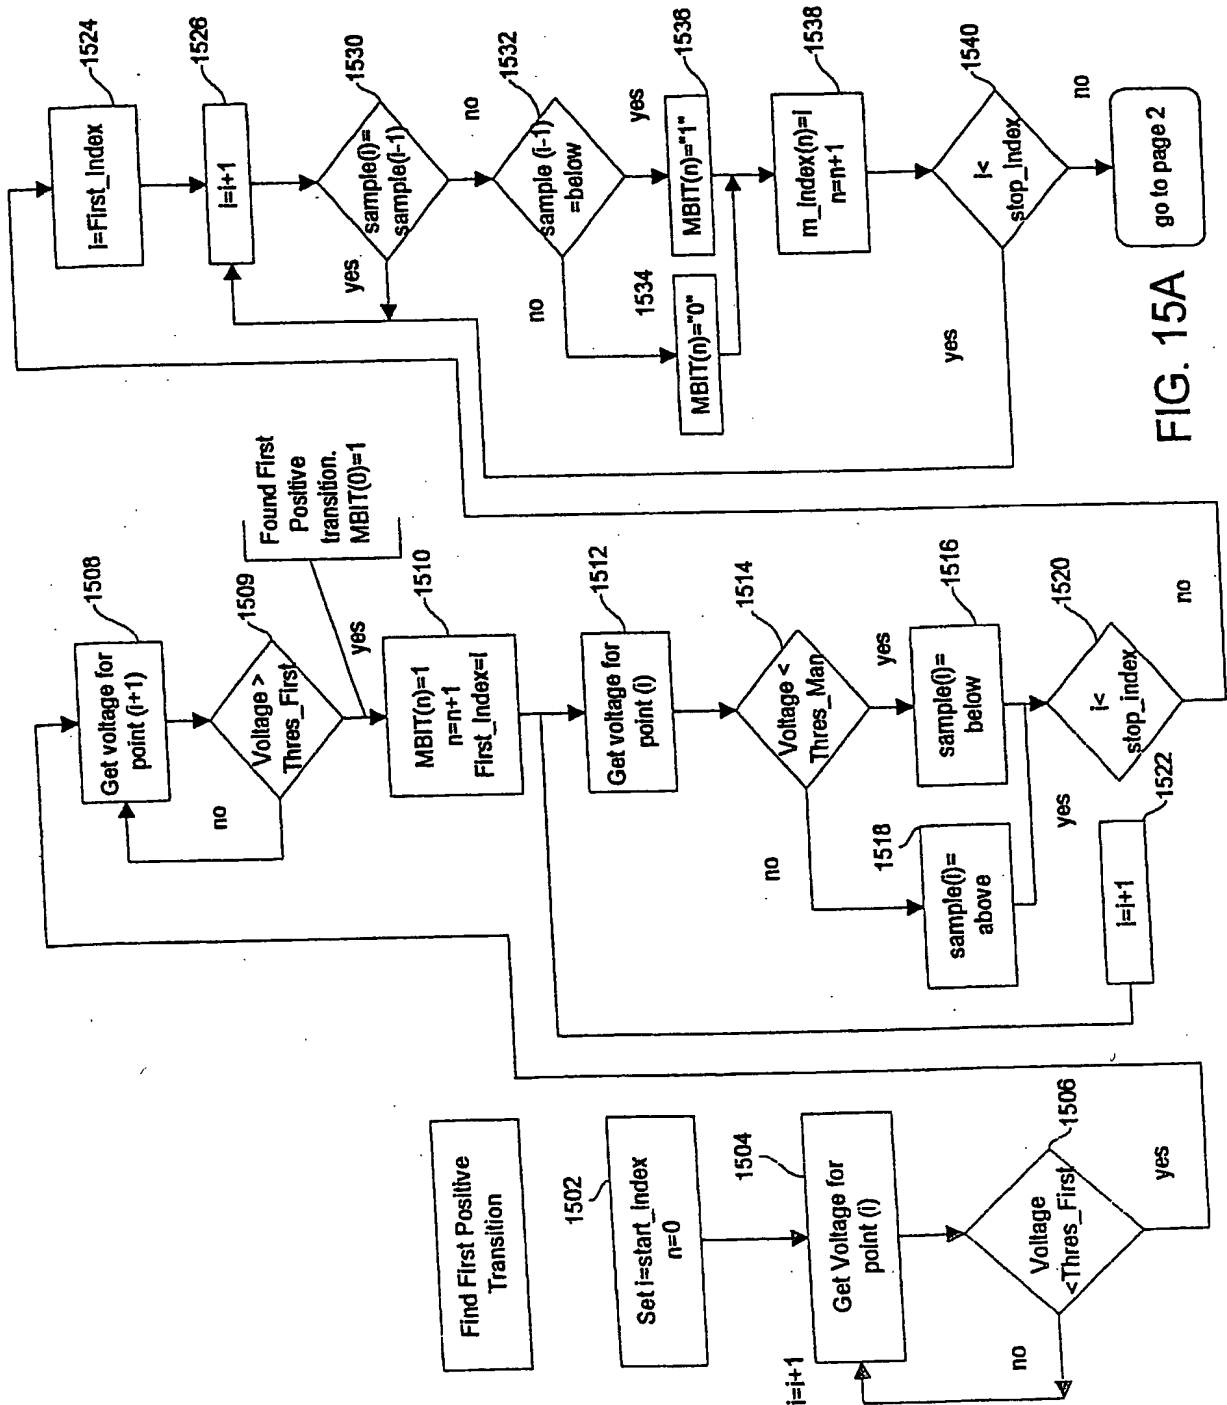 Find First Positive
Transition
1502
Set i=start_Index
n=0
1504
i=i+1
Get Voltage for
point (i)
1506
Voltage
<Thres_First
no
yes
1508
Get voltage for
point (i+1)
1509
Voltage >
Thres_First
no
yes
Found First
Positive
transition.
MBIT(0)=1
1510
MBIT(n)=1
n=n+1
First_Index=I
1512
Get voltage for
point (i)
1514
Voltage <
Thres_Man
no
yes
1516
sample(i)=
below
1518
sample(i)=
above
1520
i<
stop_index
yes
no
1522
I=i+1
1524
I=First_Index
1526
I=i+1
1530
sample(i)=
sample(i-1)
yes
no
1532
sample (i-1)
=below
no
yes
1534
MBIT(n)="0"
1536
MBIT(n)="1"
1538
m_Index(n)=I
n=n+1
1540
I<
stop_Index
yes
no
go to page 2
FIG. 15A